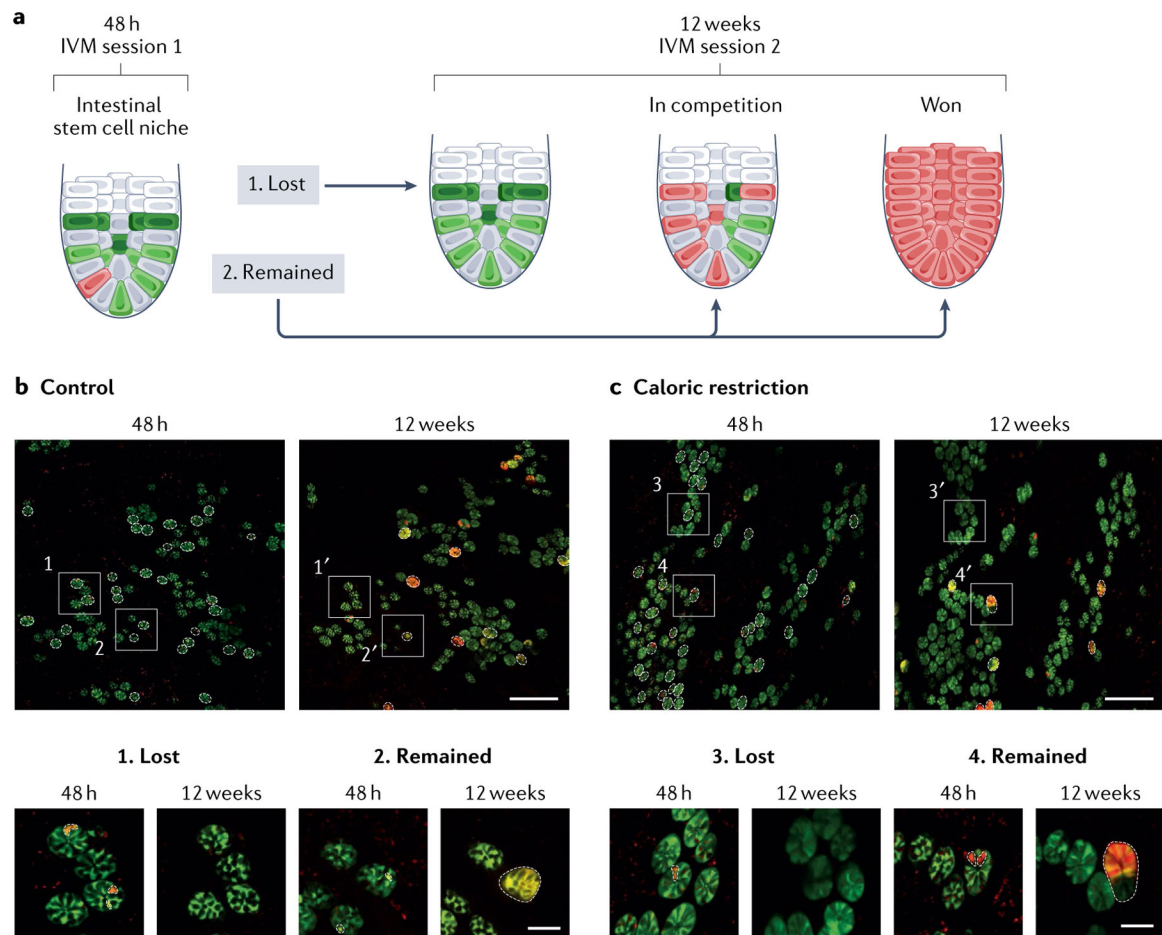 a
48 h
IVM session 1
12 weeks
IVM session 2
Intestinal
stem cell niche
In competition
Won
1. Lost
2. Remained
b Control
c Caloric restriction
48 h
12 weeks
48 h
12 weeks
1
2
1′
2′
3
4
3′
4′
1. Lost
2. Remained
3. Lost
4. Remained
48 h
12 weeks
48 h
12 weeks
48 h
12 weeks
48 h
12 weeks